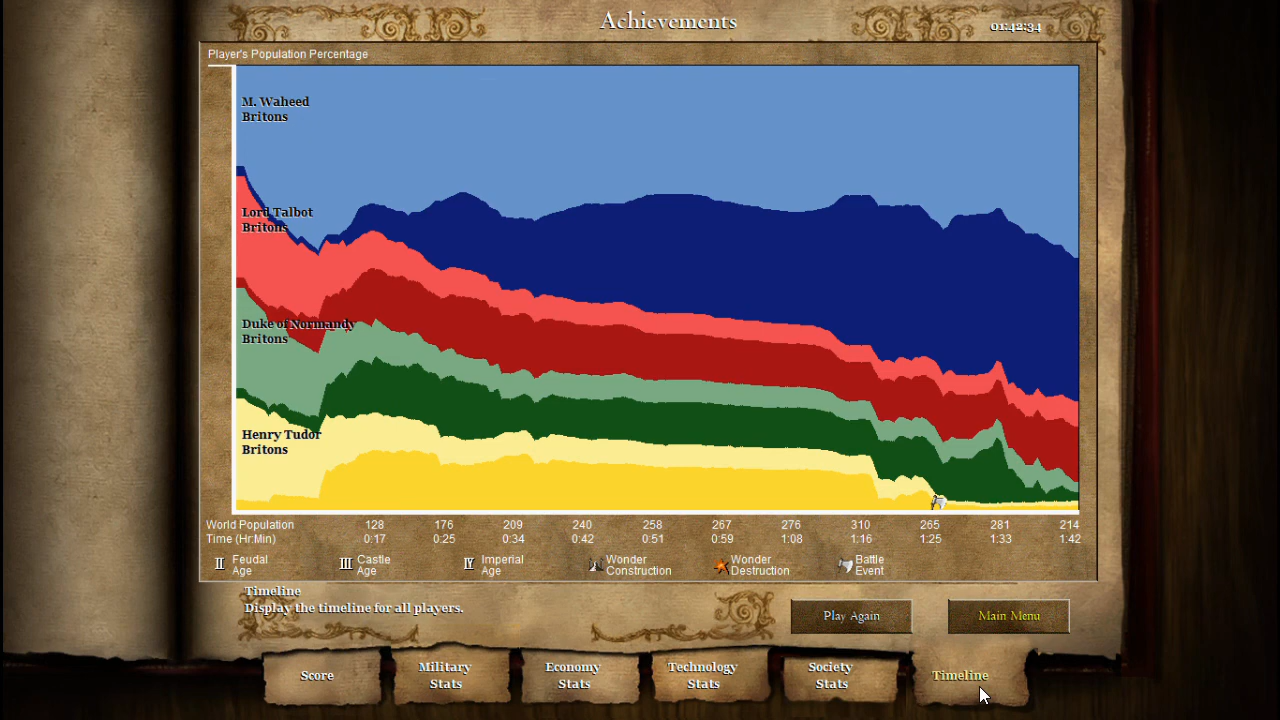 Achievements
01:42:34
Player's Population Percentage
M. Waheed
Britons
Lord Talbot
Britons
Duke of Normandy
Britons
Henry Tudor
Britons
World Population 128 176 209 240 258 267 276 310 265 281 214
Time (Hr:Min) 0:17 0:25 0:34 0:42 0:51 0:59 1:08 1:16 1:25 1:33 1:42
II Feudal Age
III Castle Age
IV Imperial Age
Wonder Construction
Wonder Destruction
Battle Event
Timeline
Display the timeline for all players.
Play Again
Main Menu
Score
Military Stats
Economy Stats
Technology Stats
Society Stats
Timeline